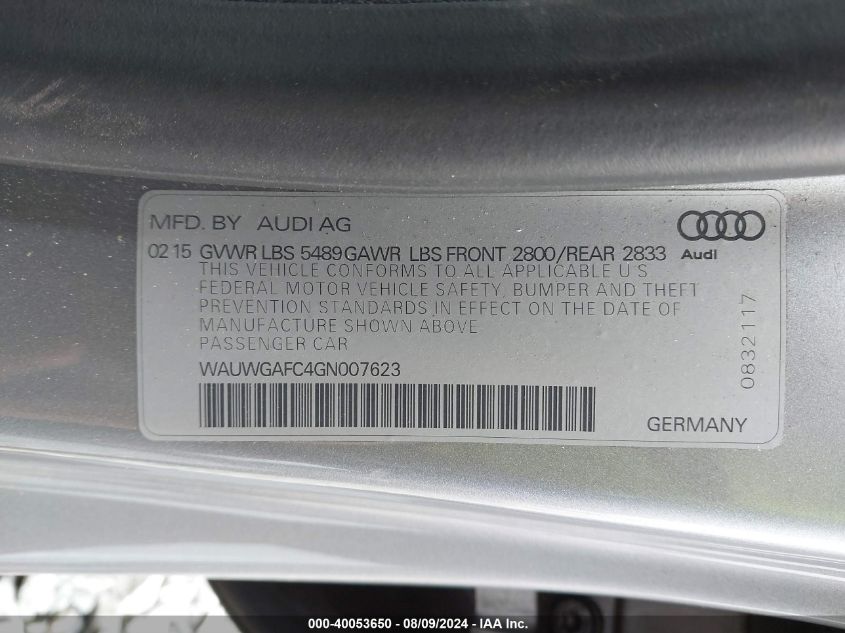 MFD. BY AUDI AG
02 15 GVWR LBS 5489 GAWR LBS FRONT 2800/REAR 2833
Audi
THIS VEHICLE CONFORMS TO ALL APPLICABLE U.S
FEDERAL MOTOR VEHICLE SAFETY, BUMPER AND THEFT
PREVENTION STANDARDS IN EFFECT ON THE DATE OF
MANUFACTURE SHOWN ABOVE
PASSENGER CAR
WAUWGAFC4GN007623
GERMANY
0832117
000-40053650 - 08/09/2024 - IAA Inc.